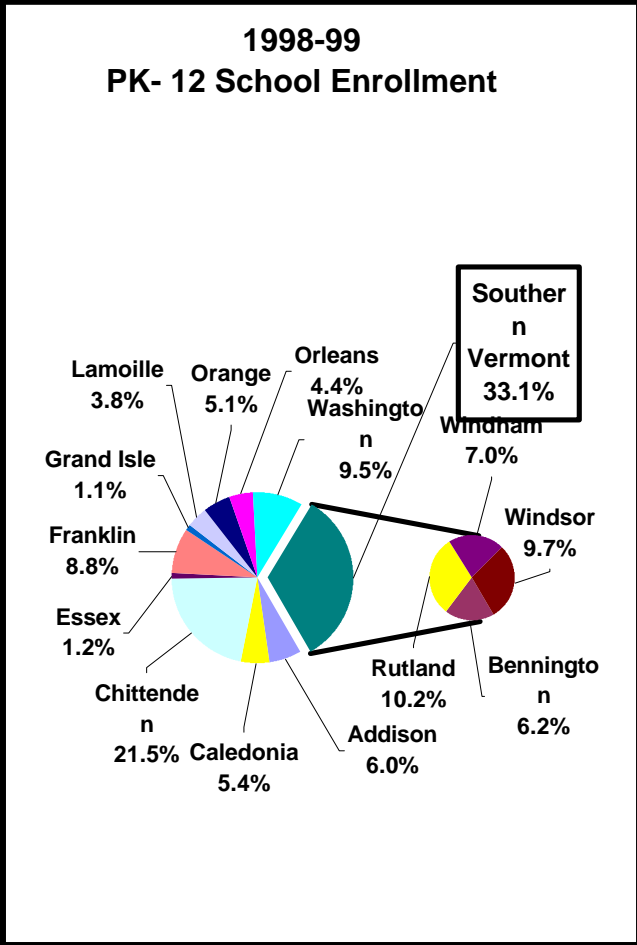 1998-99
PK- 12 School Enrollment
Souther
n
Vermont
33.1%
Lamoille
3.8%
Orange
5.1%
Orleans
4.4%
Washingto
n
9.5%
Windham
7.0%
Grand Isle
1.1%
Windsor
9.7%
Franklin
8.8%
Essex
1.2%
Rutland
10.2%
Benningto
n
6.2%
Chittende
n
21.5%
Caledonia
5.4%
Addison
6.0%